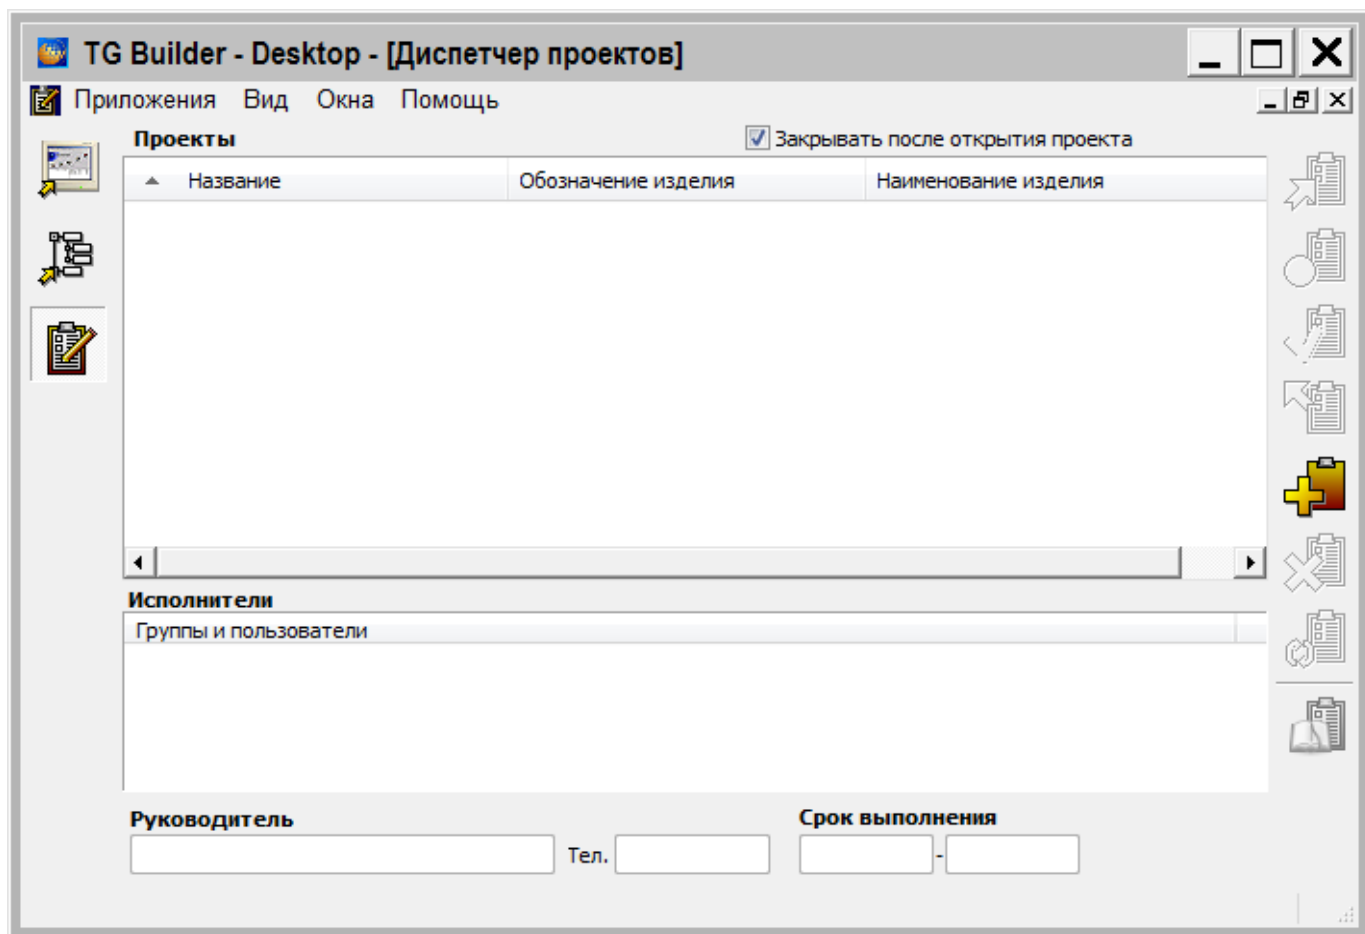 TG Builder - Desktop - [Диспетчер проектов]
Приложения Вид Окна Помощь
Проекты
Закрывать после открытия проекта
Название Обозначение изделия Наименование изделия
Исполнители
Группы и пользователи
Руководитель Срок выполнения
Тел. -